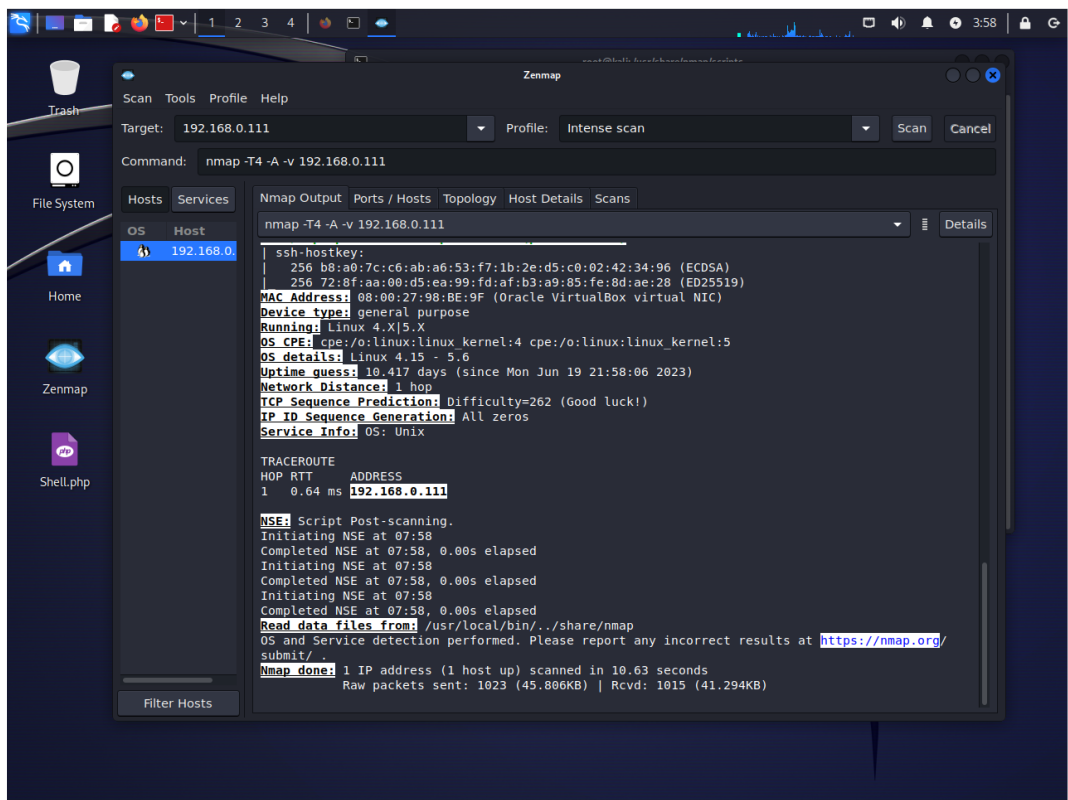 1 2 3 4 3:58
Trash
File System
Home
Zenmap
php
Shell.php
root@kali: /usr/share/nmap/scripts
Zenmap
Scan Tools Profile Help
Target: 192.168.0.111 Profile: Intense scan Scan Cancel
Command: nmap -T4 -A -v 192.168.0.111
Hosts Services
OS Host
192.168.0.
Filter Hosts
Nmap Output Ports / Hosts Topology Host Details Scans
nmap -T4 -A -v 192.168.0.111 Details
| ssh-hostkey:
|   256 b8:a0:7c:c6:ab:a6:53:f7:1b:2e:d5:c0:02:42:34:96 (ECDSA)
|_  256 72:8f:aa:00:d5:ea:99:fd:af:b3:a9:85:fe:8d:ae:28 (ED25519)
MAC Address: 08:00:27:98:BE:9F (Oracle VirtualBox virtual NIC)
Device type: general purpose
Running: Linux 4.X|5.X
OS CPE: cpe:/o:linux:linux_kernel:4 cpe:/o:linux:linux_kernel:5
OS details: Linux 4.15 - 5.6
Uptime guess: 10.417 days (since Mon Jun 19 21:58:06 2023)
Network Distance: 1 hop
TCP Sequence Prediction: Difficulty=262 (Good luck!)
IP ID Sequence Generation: All zeros
Service Info: OS: Unix
TRACEROUTE
HOP RTT     ADDRESS
1   0.64 ms 192.168.0.111
NSE: Script Post-scanning.
Initiating NSE at 07:58
Completed NSE at 07:58, 0.00s elapsed
Initiating NSE at 07:58
Completed NSE at 07:58, 0.00s elapsed
Initiating NSE at 07:58
Completed NSE at 07:58, 0.00s elapsed
Read data files from: /usr/local/bin/../share/nmap
OS and Service detection performed. Please report any incorrect results at https://nmap.org/
submit/ .
Nmap done: 1 IP address (1 host up) scanned in 10.63 seconds
Raw packets sent: 1023 (45.806KB) | Rcvd: 1015 (41.294KB)